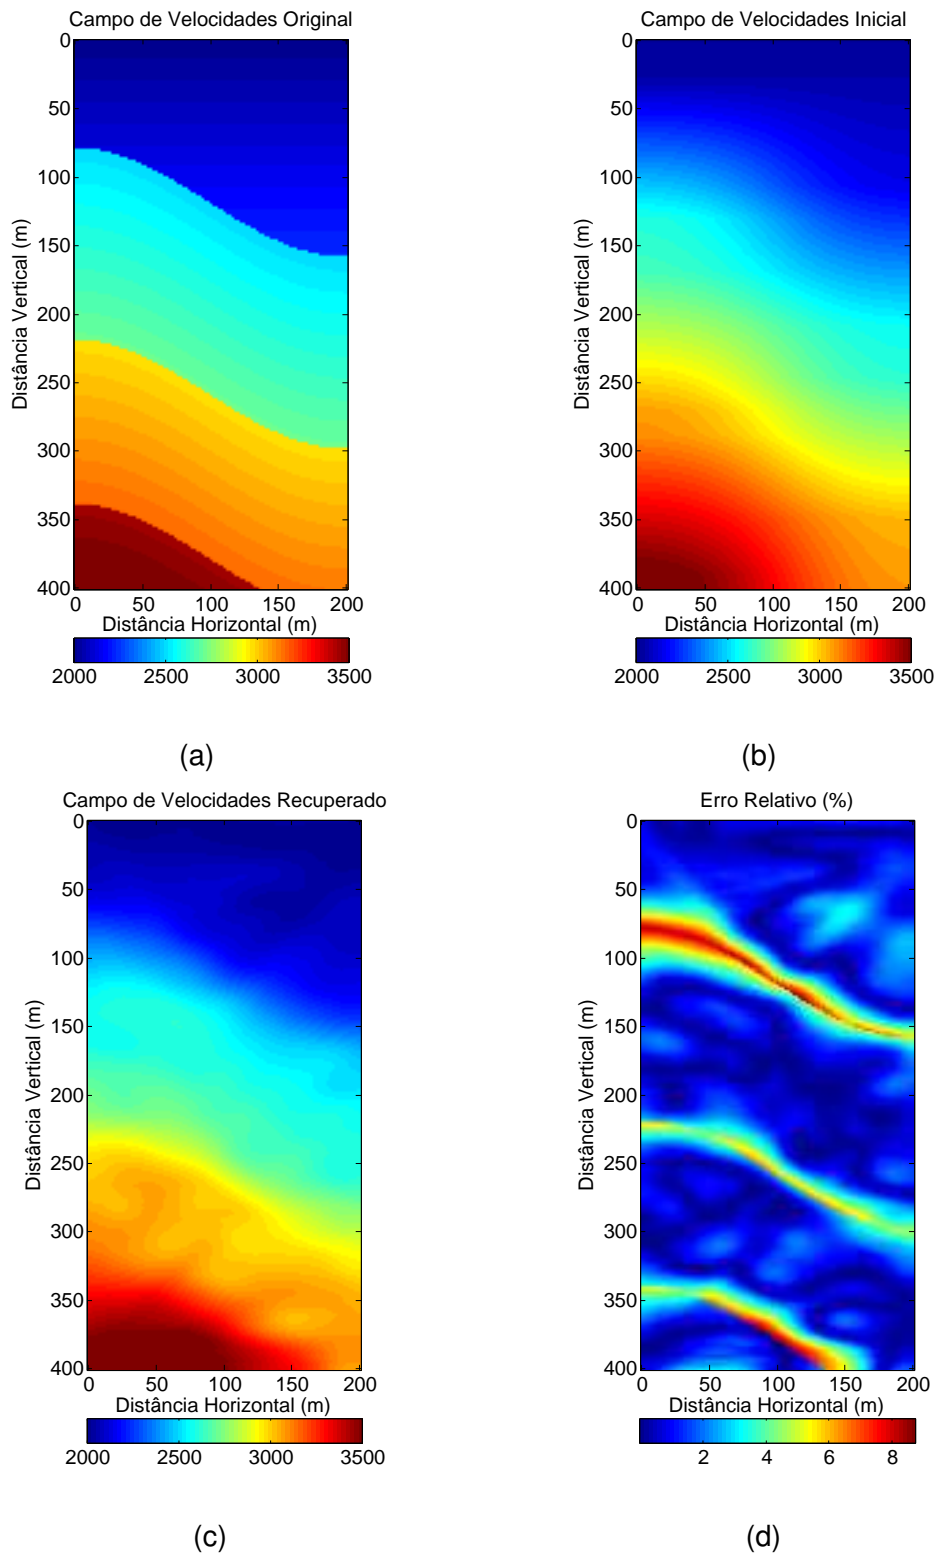 Campo de Velocidades Original
0
50
100
150
200
250
300
350
400
Distância Vertical (m)
0 50 100 150 200
Distância Horizontal (m)
2000 2500 3000 3500
(a)
Campo de Velocidades Inicial
0
50
100
150
200
250
300
350
400
Distância Vertical (m)
0 50 100 150 200
Distância Horizontal (m)
2000 2500 3000 3500
(b)
Campo de Velocidades Recuperado
0
50
100
150
200
250
300
350
400
Distância Vertical (m)
0 50 100 150 200
Distância Horizontal (m)
2000 2500 3000 3500
(c)
Erro Relativo (%)
0
50
100
150
200
250
300
350
400
Distância Vertical (m)
0 50 100 150 200
Distância Horizontal (m)
2 4 6 8
(d)